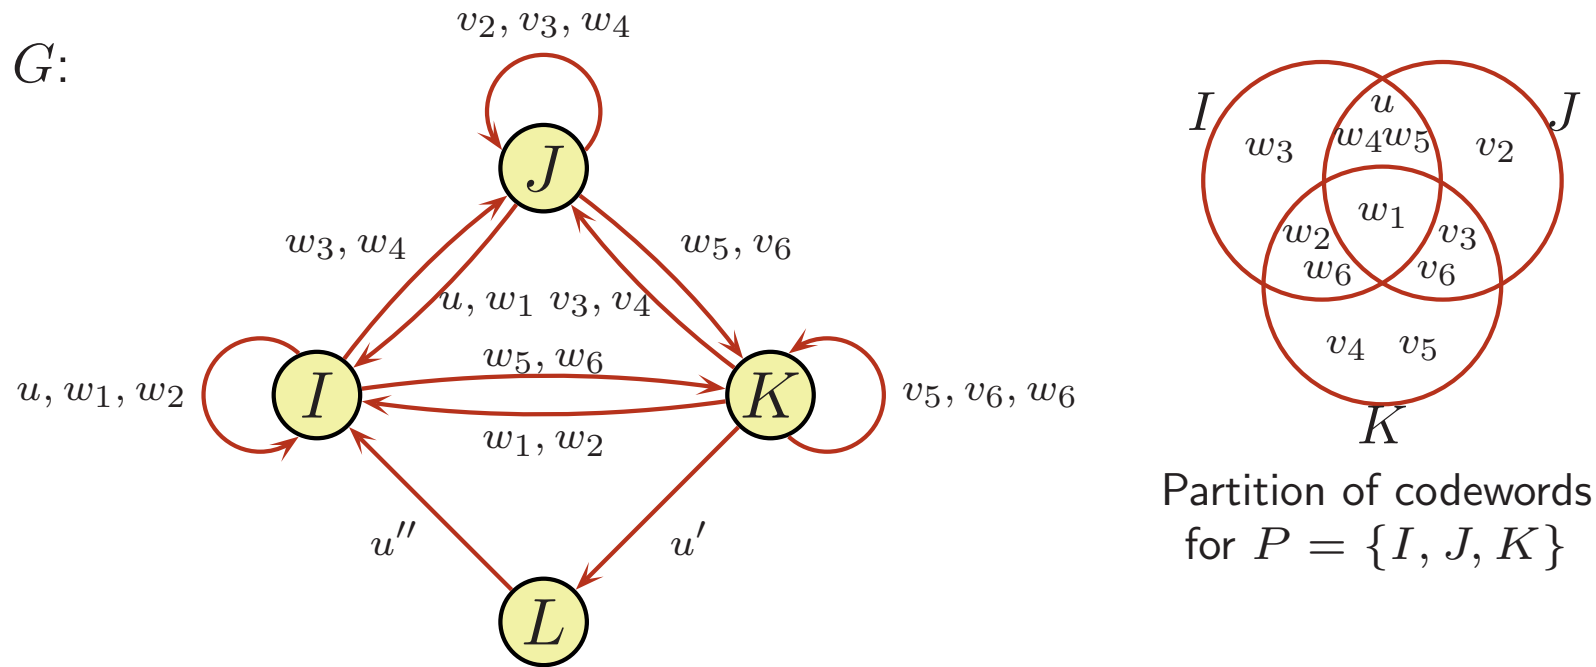 G:
v₂, v₃, w₄
J
w₃, w₄
w₅, v₆
u, w₁ v₃, v₄
w₅, w₆
u, w₁, w₂
I
K
v₅, v₆, w₆
w₁, w₂
u′′
u′
L
I
J
u
w₃
w₄w₅
v₂
w₁
w₂
v₃
w₆
v₆
v₄
v₅
K
Partition of codewords
for P = {I, J, K}